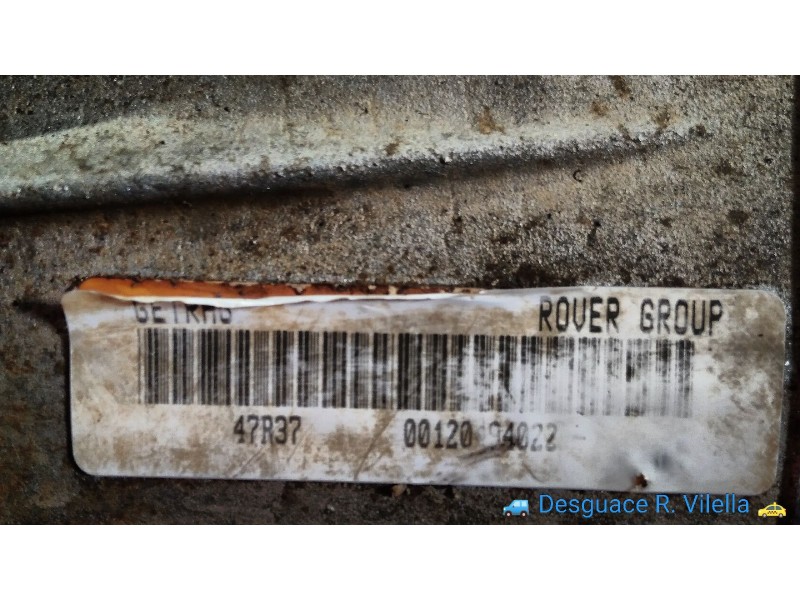 GETRAG ROVER GROUP
47R37 00120 94022 -
Desguace R. Vilella